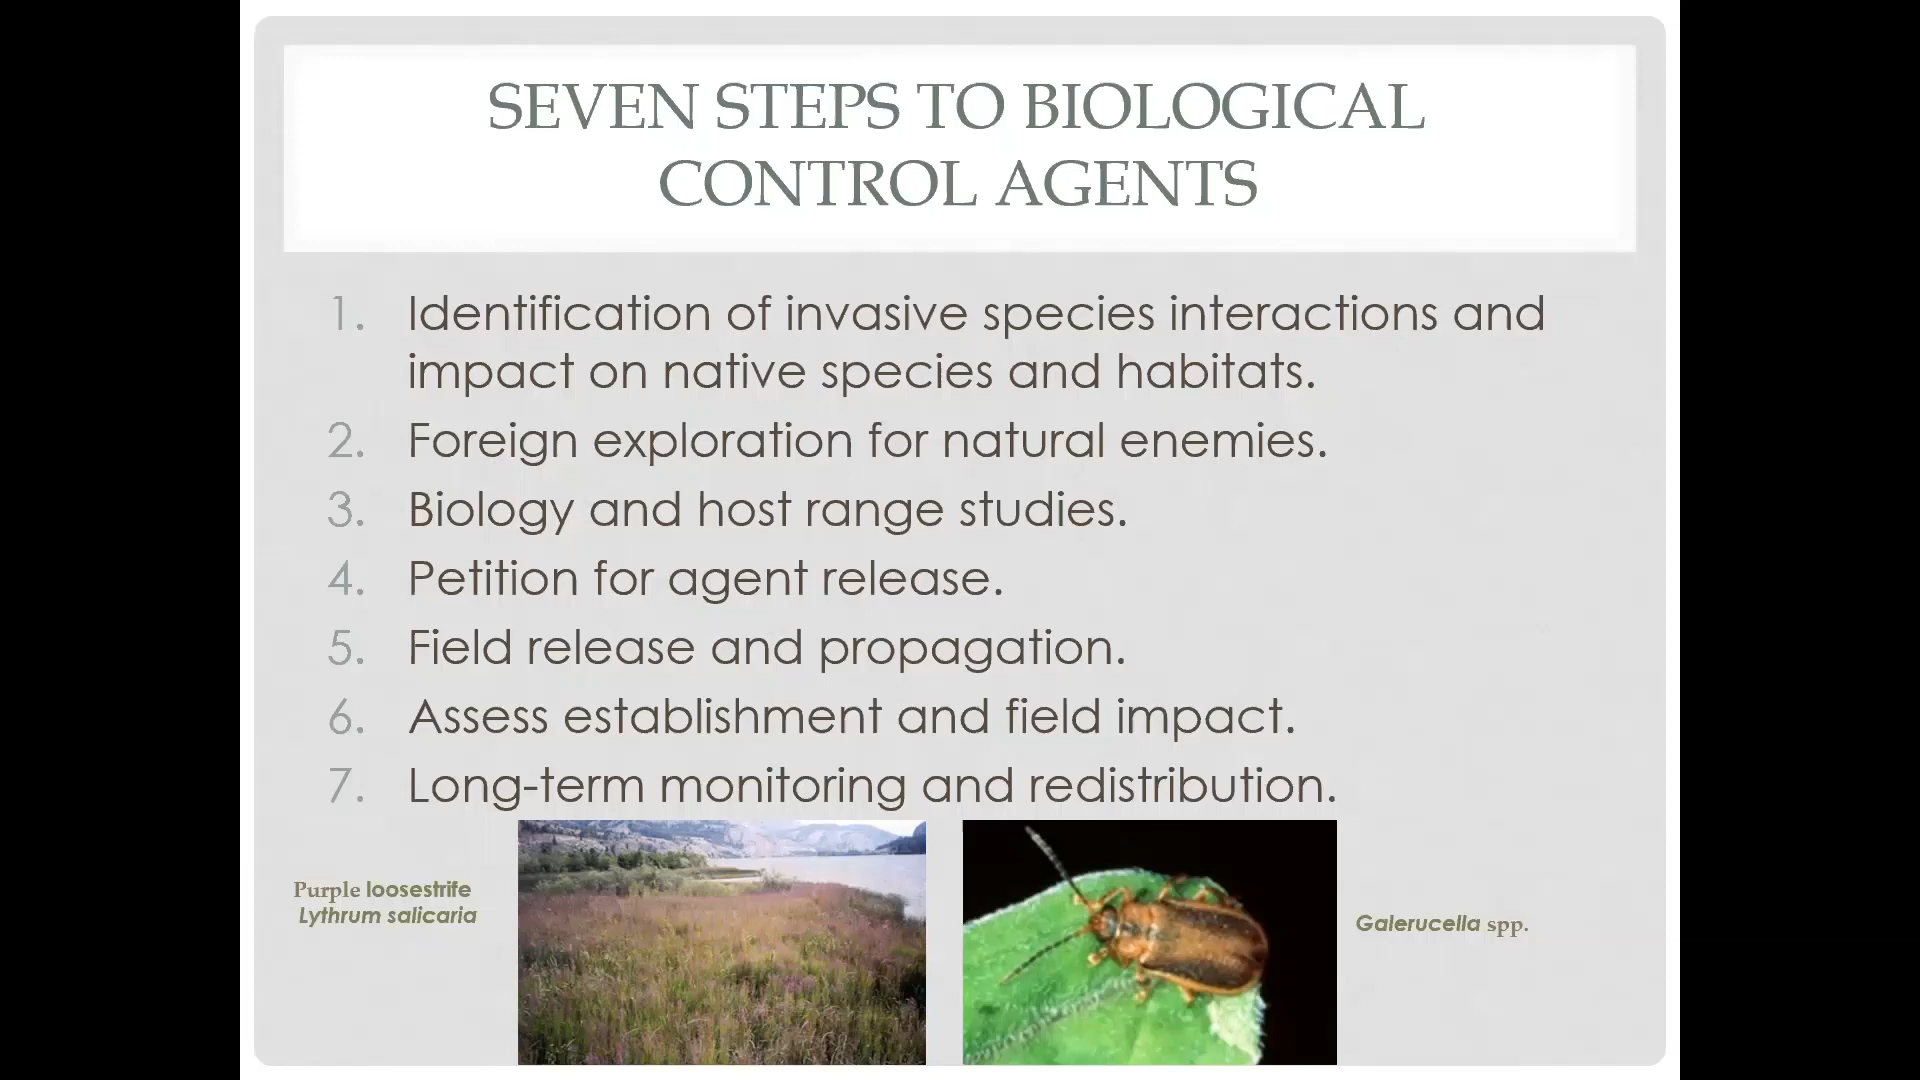 SEVEN STEPS TO BIOLOGICAL
CONTROL AGENTS
1. Identification of invasive species interactions and
impact on native species and habitats.
2. Foreign exploration for natural enemies.
3. Biology and host range studies.
4. Petition for agent release.
5. Field release and propagation.
6. Assess establishment and field impact.
7. Long-term monitoring and redistribution.
Purple loosestrife
Lythrum salicaria
Galerucella spp.